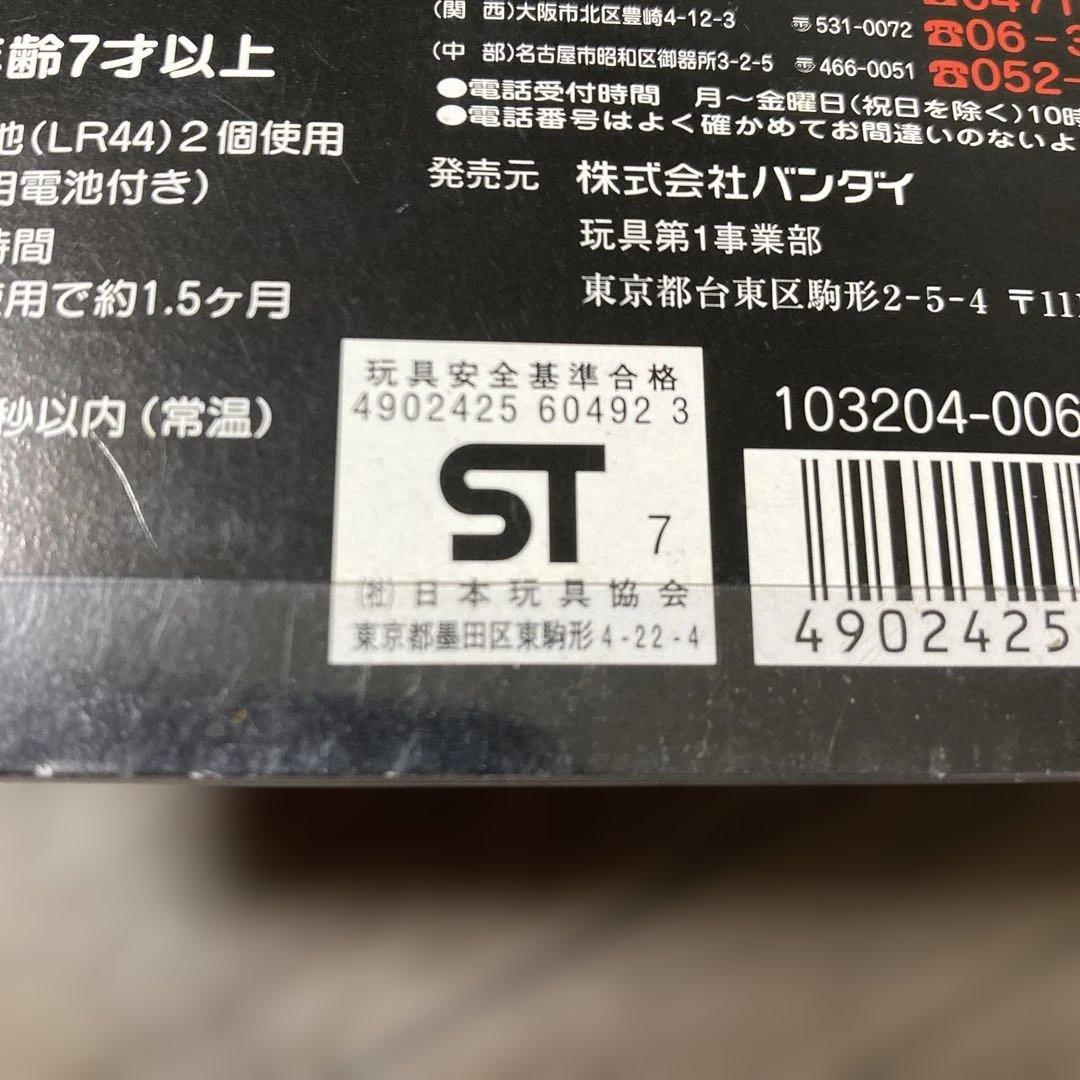 (関 西)大阪市北区豊崎4-12-3 〠531-0072 ☎06-3
(中 部)名古屋市昭和区御器所3-2-5 〠466-0051 ☎052-
●電話受付時間 月～金曜日(祝日を除く)10時
●電話番号はよく確かめてお間違いのないよ
発売元 株式会社バンダイ
玩具第1事業部
東京都台東区駒形2-5-4 〒111
齢7才以上
池(LR44)2個使用
用電池付き)
時間
使用で約1.5ヶ月
秒以内(常温)
玩具安全基準合格
4902425 60492 3
ST 7
(社)日本玩具協会
東京都墨田区東駒形4-22-4
103204-006
4902425